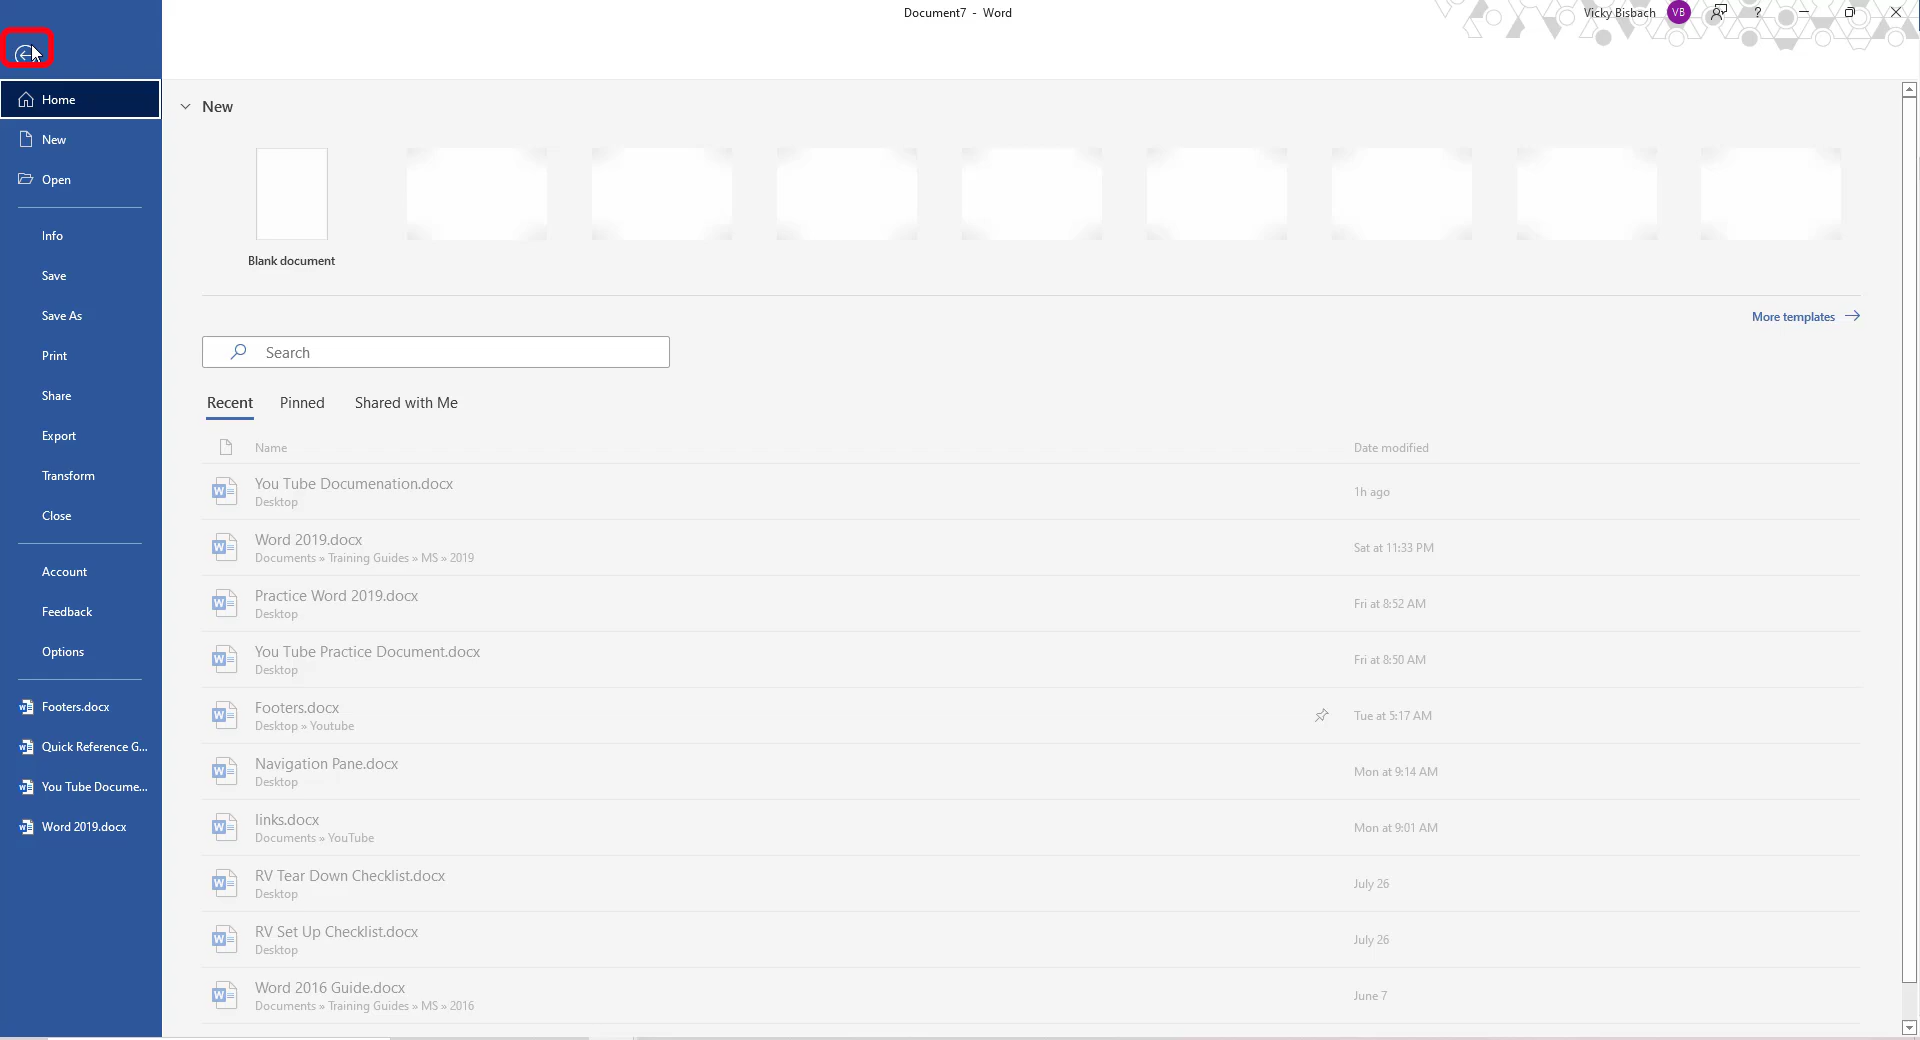 Document7 - Word
Vicky Bisbach VB ?
Home
New
Open
Info
Save
Save As
Print
Share
Export
Transform
Close
Account
Feedback
Options
Footers.docx
Quick Reference G...
You Tube Docume...
Word 2019.docx
New
Blank document
More templates
Search
Recent Pinned Shared with Me
Name Date modified
You Tube Documenation.docx
Desktop
1h ago
Word 2019.docx
Documents » Training Guides » MS » 2019
Sat at 11:33 PM
Practice Word 2019.docx
Desktop
Fri at 8:52 AM
You Tube Practice Document.docx
Desktop
Fri at 8:50 AM
Footers.docx
Desktop » Youtube
Tue at 5:17 AM
Navigation Pane.docx
Desktop
Mon at 9:14 AM
links.docx
Documents » YouTube
Mon at 9:01 AM
RV Tear Down Checklist.docx
Desktop
July 26
RV Set Up Checklist.docx
Desktop
July 26
Word 2016 Guide.docx
Documents » Training Guides » MS » 2016
June 7